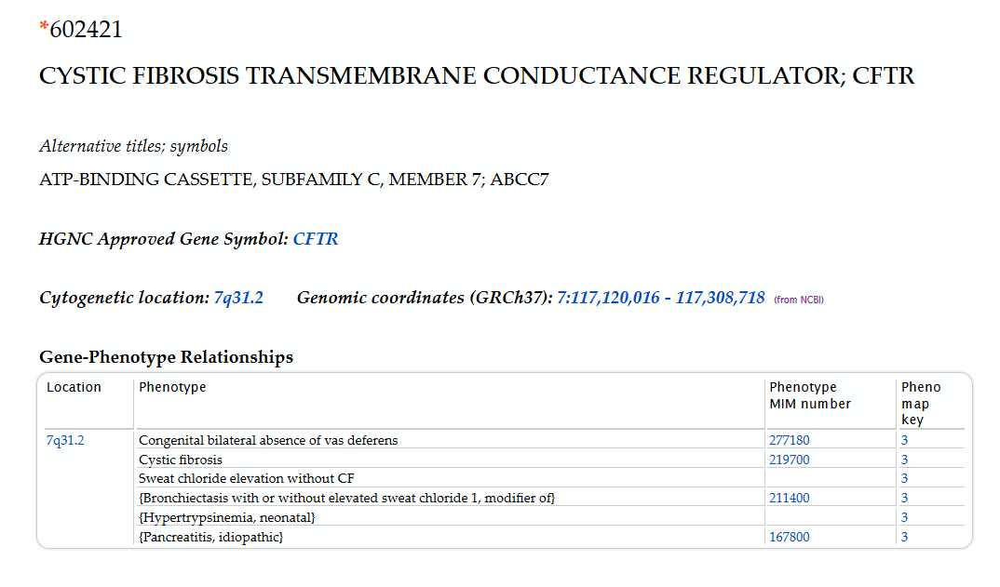 *602421
CYSTIC FIBROSIS TRANSMEMBRANE CONDUCTANCE REGULATOR; CFTR
Alternative titles; symbols
ATP-BINDING CASSETTE, SUBFAMILY C, MEMBER 7; ABCC7
HGNC Approved Gene Symbol: CFTR
Cytogenetic location: 7q31.2 Genomic coordinates (GRCh37): 7:117,120,016 - 117,308,718 (from NCBI)
Gene-Phenotype Relationships
Location Phenotype Phenotype MIM number Pheno map key
7q31.2 Congenital bilateral absence of vas deferens 277180 3
Cystic fibrosis 219700 3
Sweat chloride elevation without CF 3
{Bronchiectasis with or without elevated sweat chloride 1, modifier of} 211400 3
{Hypertrypsinemia, neonatal} 3
{Pancreatitis, idiopathic} 167800 3